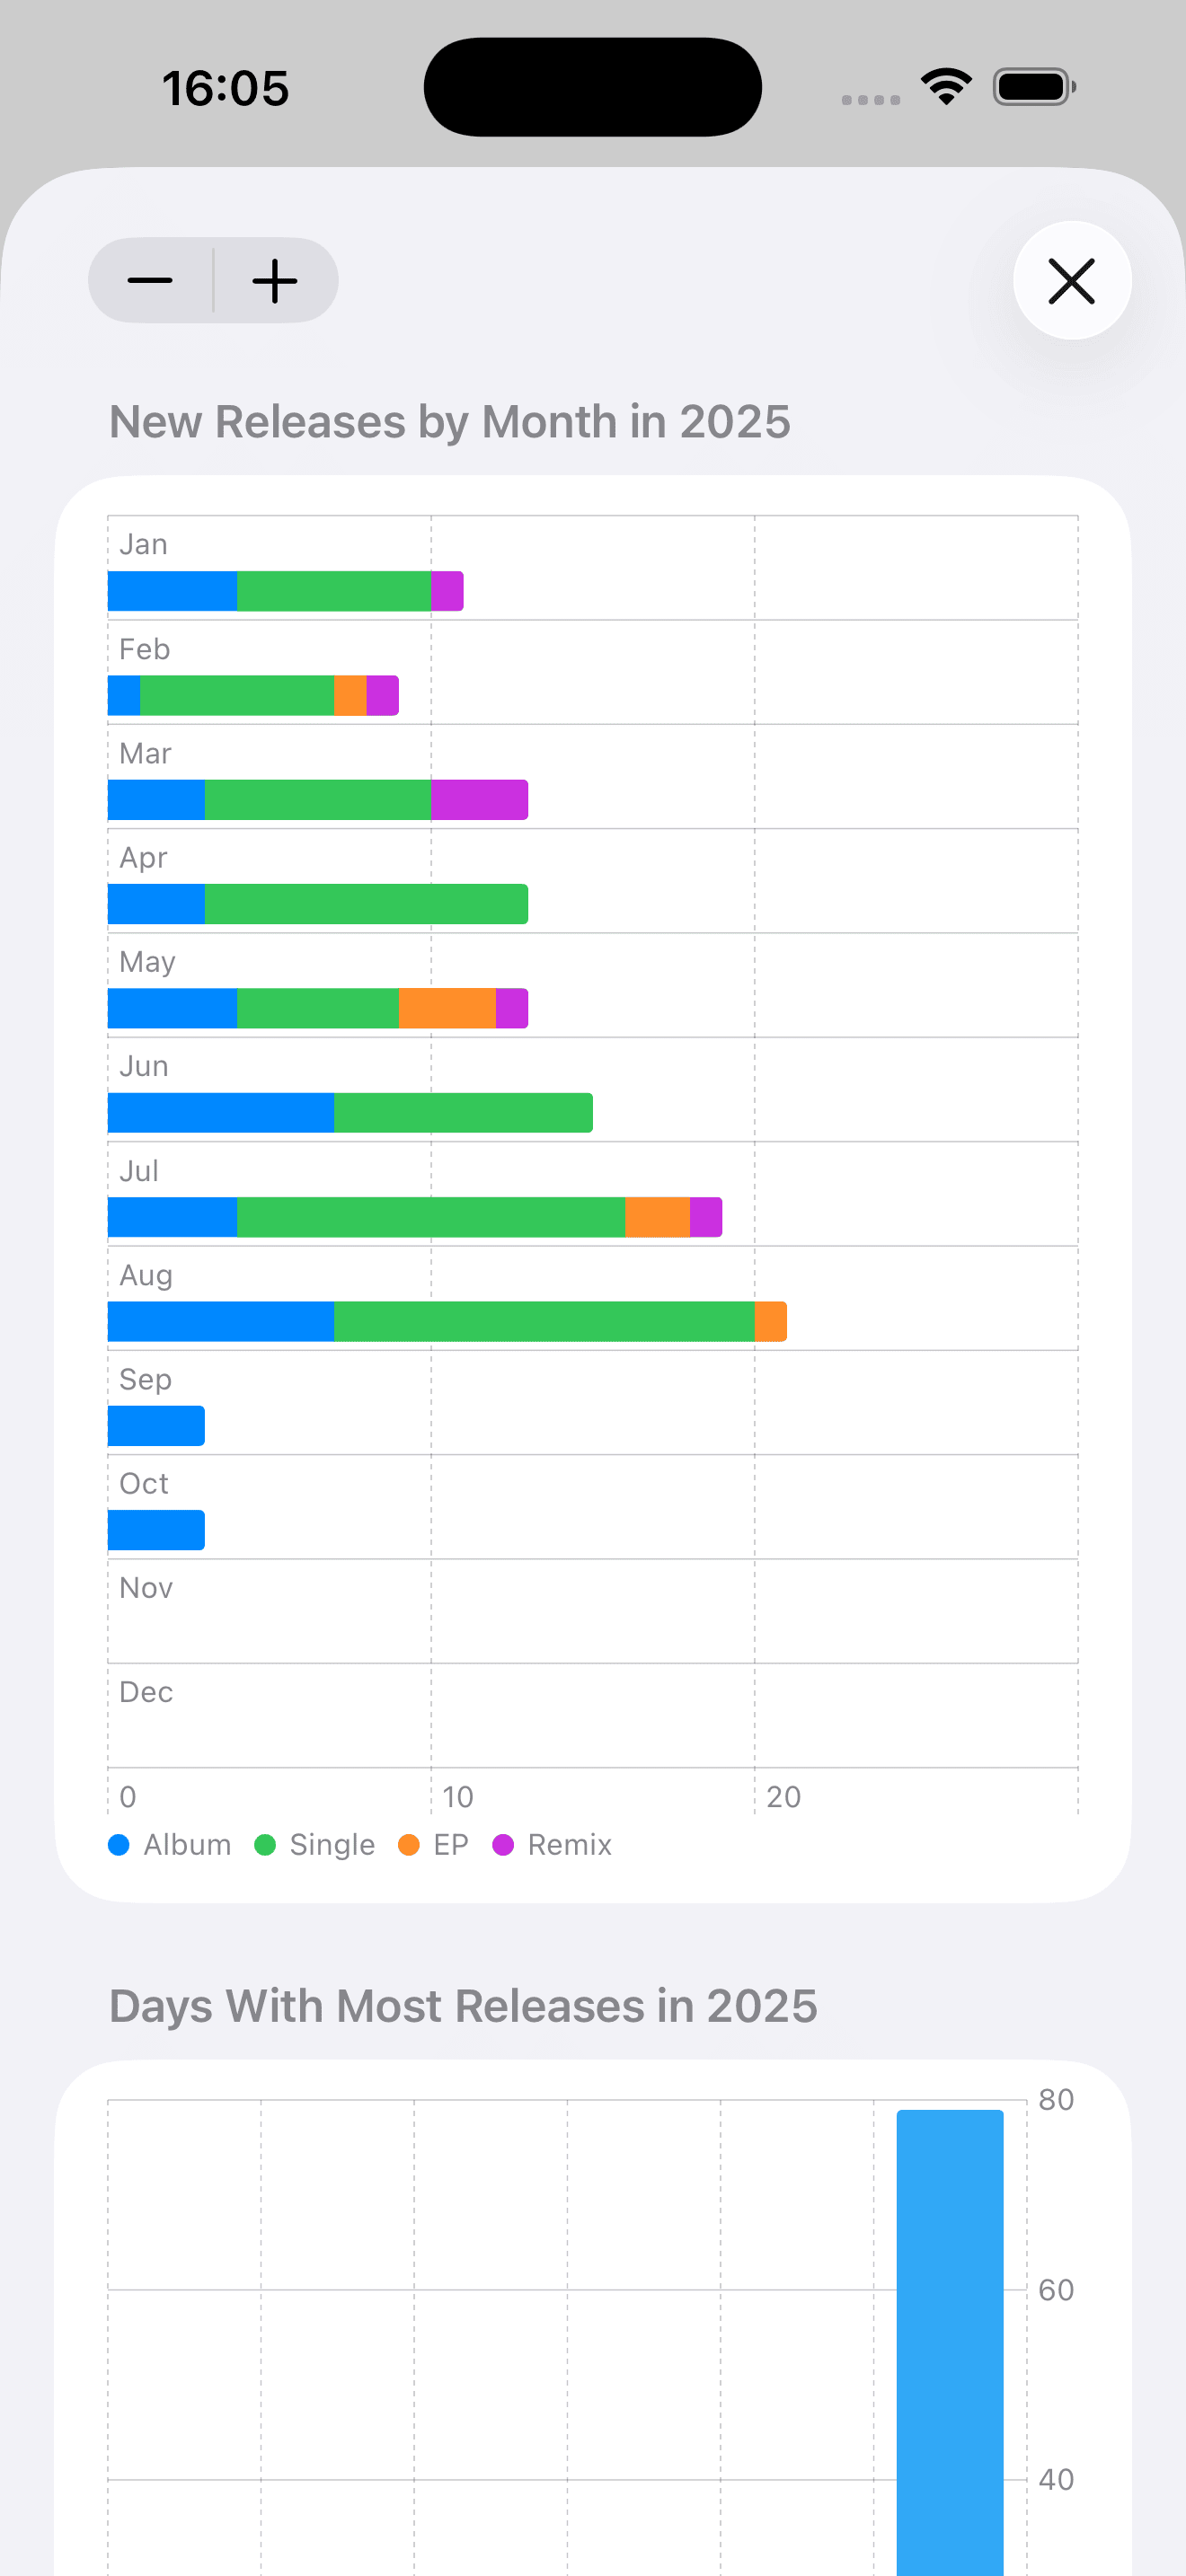 16:05
New Releases by Month in 2025
Jan
Feb
Mar
Apr
May
Jun
Jul
Aug
Sep
Oct
Nov
Dec
0 10 20
Album Single EP Remix
Days With Most Releases in 2025
80
60
40